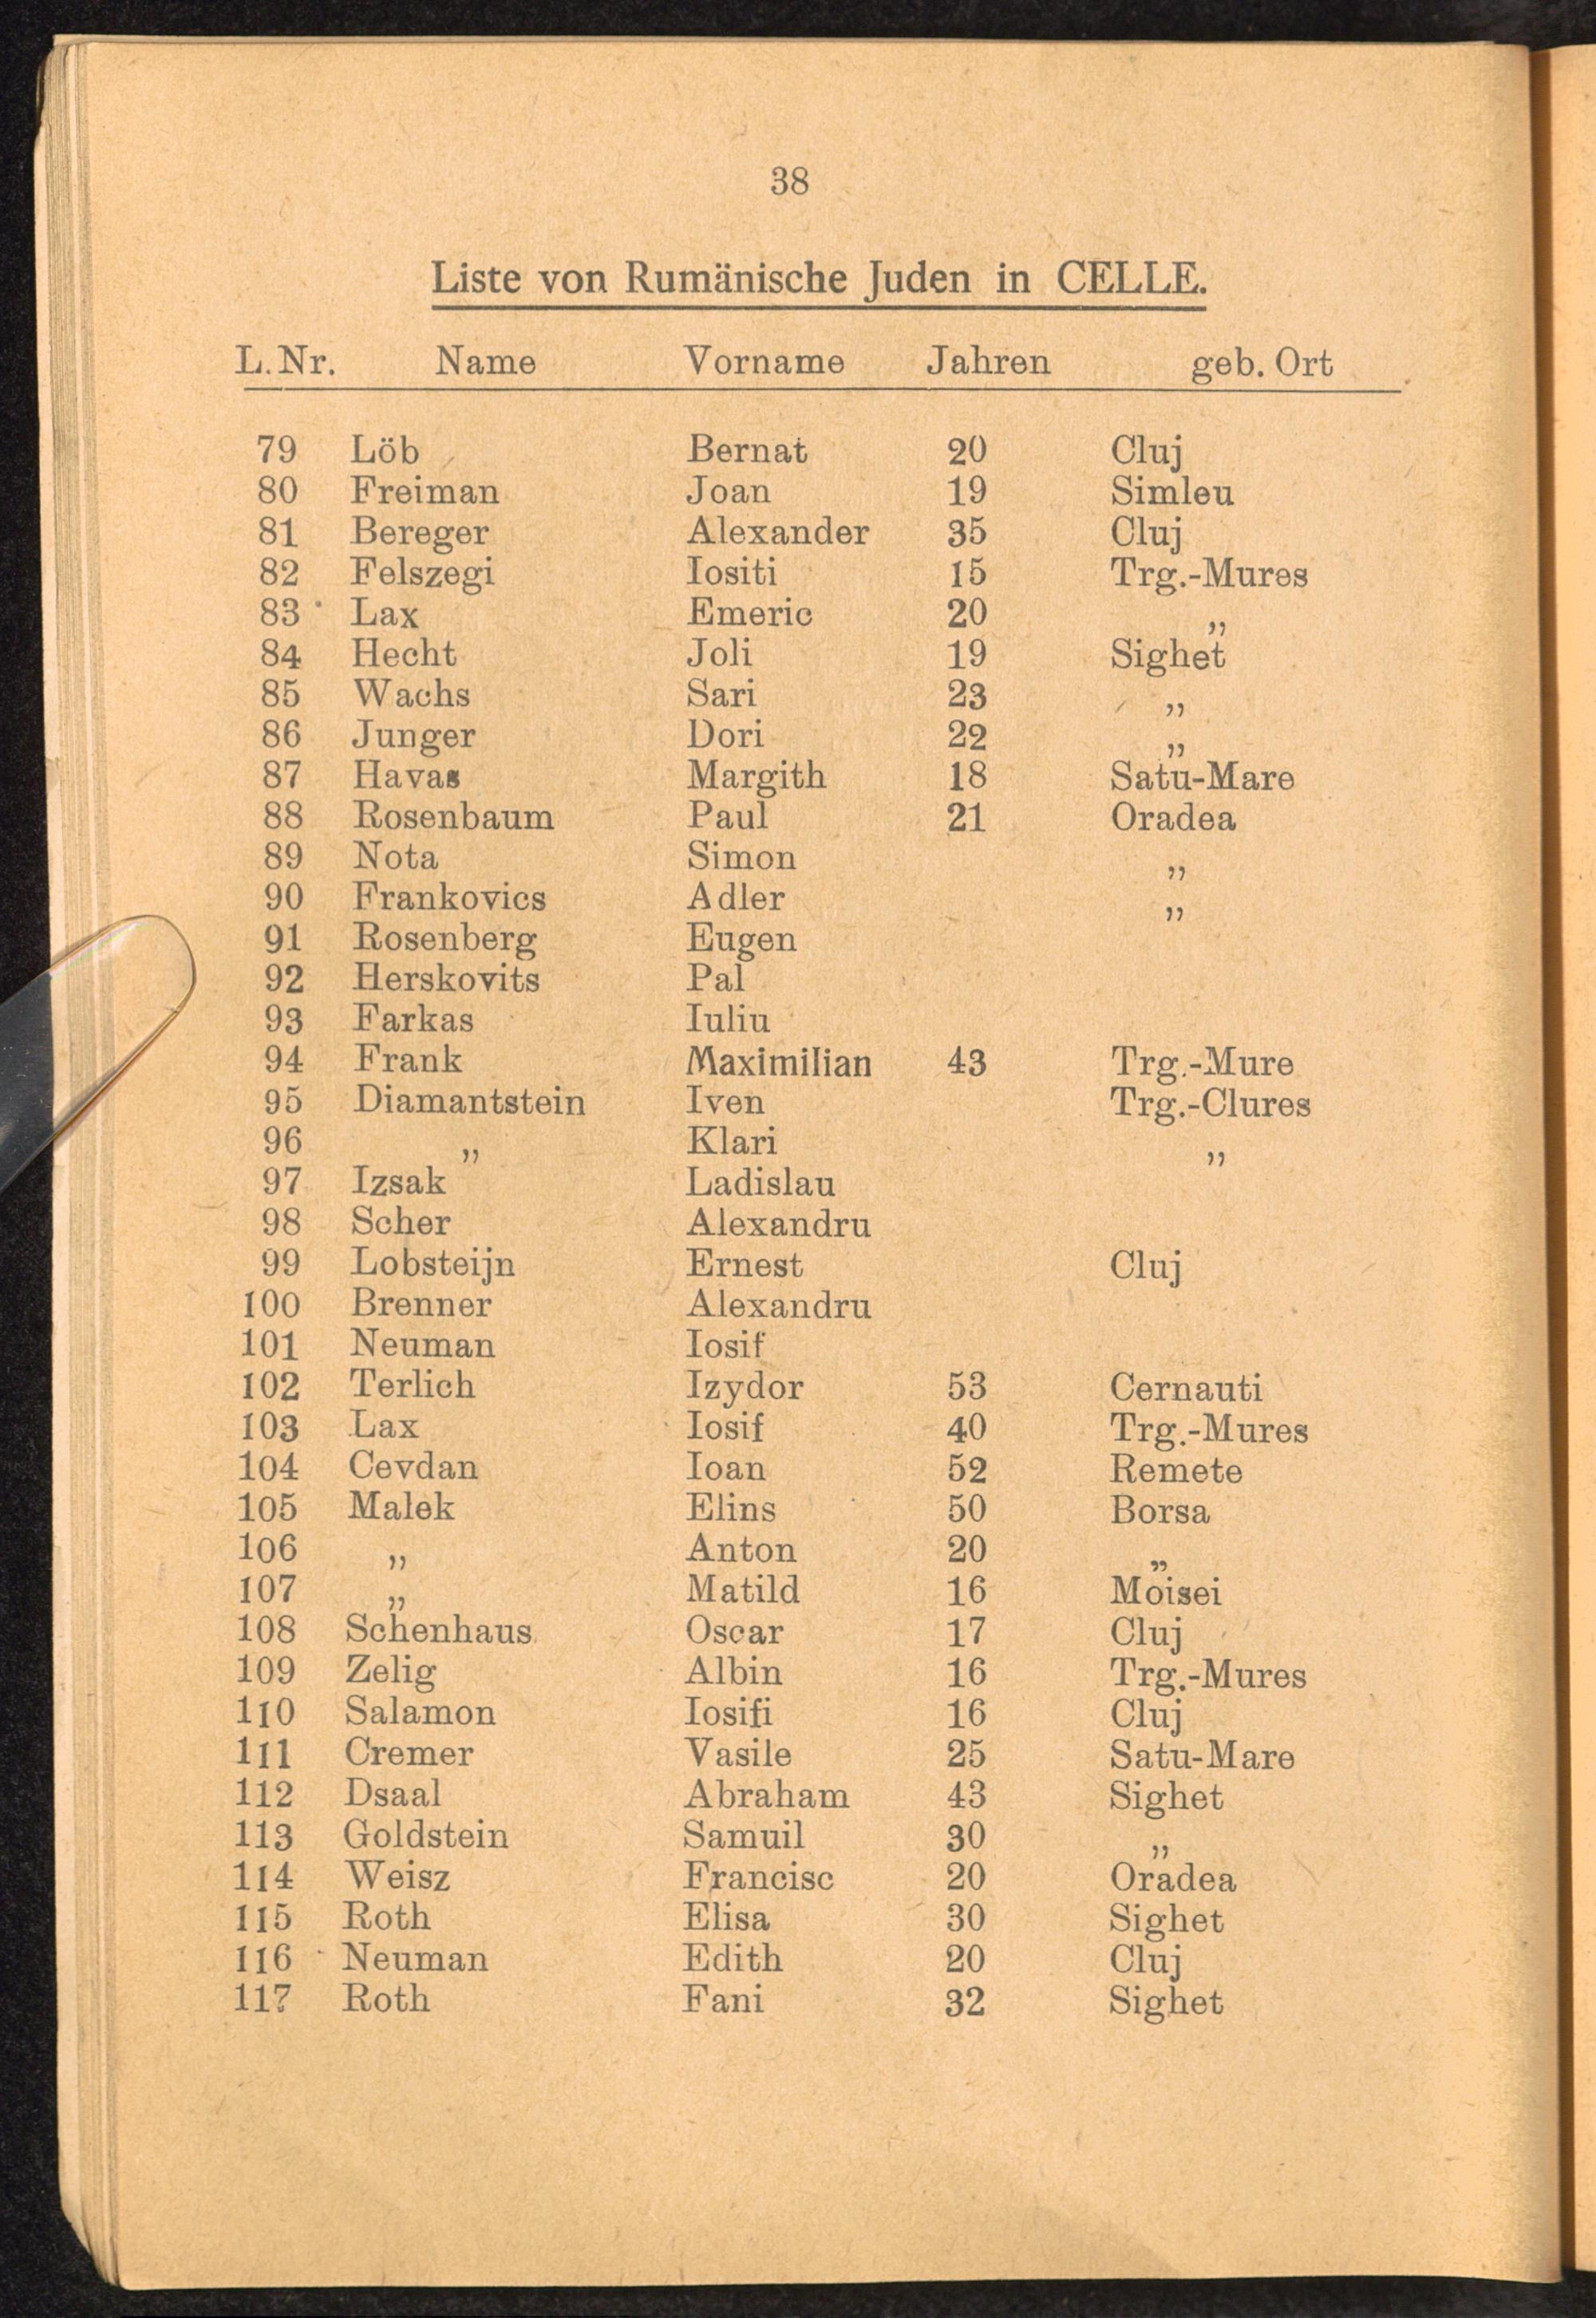 38
Liste von Rumänische Juden in CELLE.
L. Nr. Name Vorname Jahren geb. Ort
79 Löb Bernat 20 Cluj
80 Freiman Joan 19 Simleu
81 Bereger Alexander 35 Cluj
82 Felszegi Iositi 15 Trg.-Mures
83 Lax Emeric 20 „
84 Hecht Joli 19 Sighet
85 Wachs Sari 23 „
86 Junger Dori 22 „
87 Havas Margith 18 Satu-Mare
88 Rosenbaum Paul 21 Oradea
89 Nota Simon „
90 Frankovics Adler „
91 Rosenberg Eugen
92 Herskovits Pal
93 Farkas Iuliu
94 Frank Maximilian 43 Trg.-Mure
95 Diamantstein Iven Trg.-Clures
96 „ Klari „
97 Izsak Ladislau
98 Scher Alexandru
99 Lobsteijn Ernest Cluj
100 Brenner Alexandru
101 Neuman Iosif
102 Terlich Izydor 53 Cernauti
103 Lax Iosif 40 Trg.-Mures
104 Cevdan Ioan 52 Remete
105 Malek Elins 50 Borsa
106 „ Anton 20 „
107 „ Matild 16 Moisei
108 Schenhaus Oscar 17 Cluj
109 Zelig Albin 16 Trg.-Mures
110 Salamon Iosifi 16 Cluj
111 Cremer Vasile 25 Satu-Mare
112 Dsaal Abraham 43 Sighet
113 Goldstein Samuil 30 „
114 Weisz Francisc 20 Oradea
115 Roth Elisa 30 Sighet
116 Neuman Edith 20 Cluj
117 Roth Fani 32 Sighet